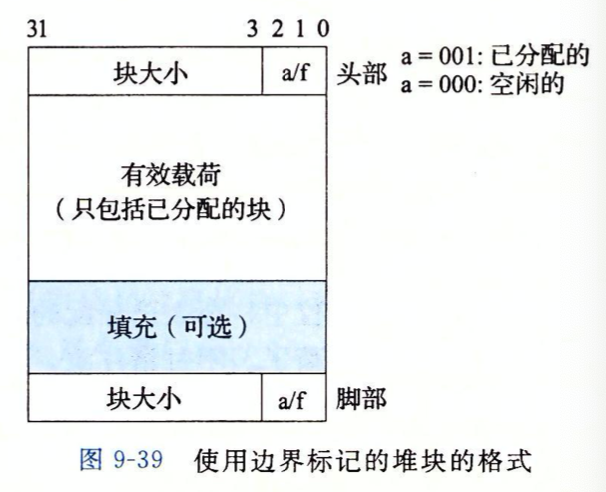 31 3 2 1 0
块大小 a/f 头部 a = 001: 已分配的
a = 000: 空闲的
有效载荷
（只包括已分配的块）
填充（可选）
块大小 a/f 脚部
图 9-39 使用边界标记的堆块的格式